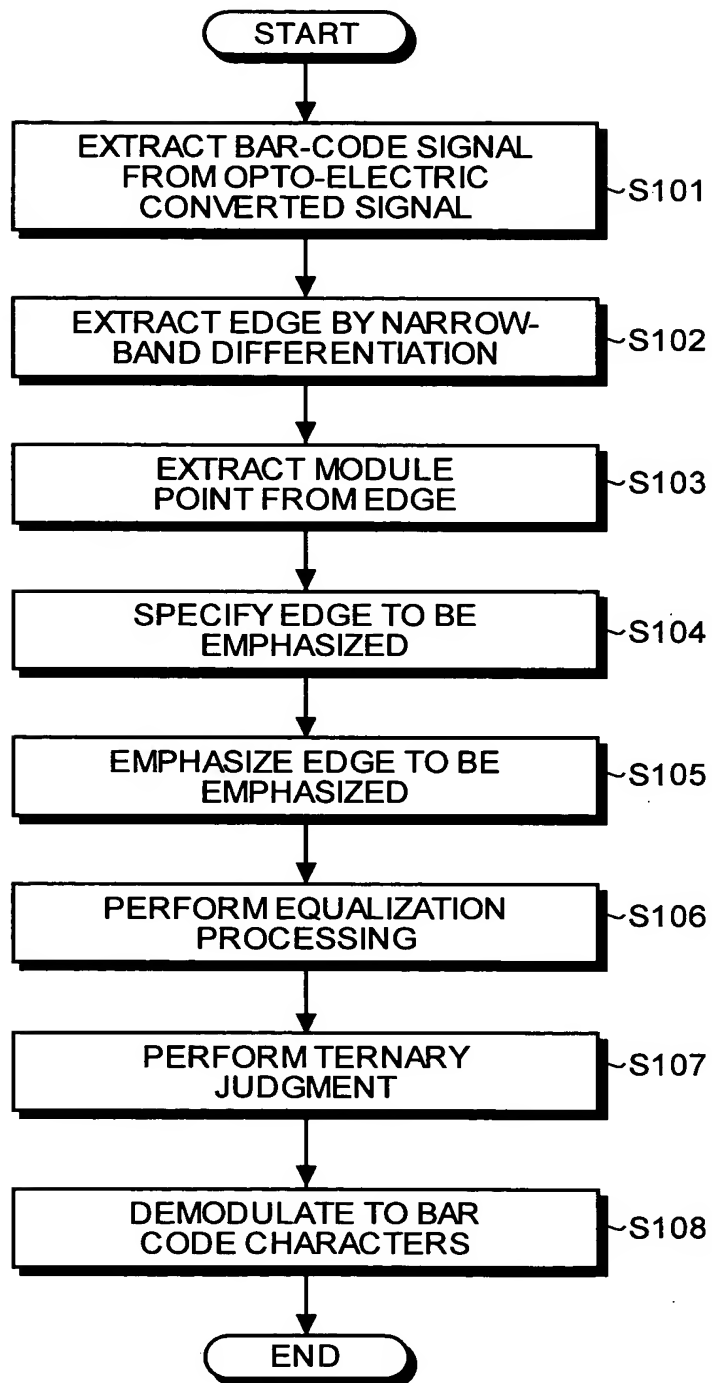 START
EXTRACT BAR-CODE SIGNAL
FROM OPTO-ELECTRIC
CONVERTED SIGNAL
~S101
EXTRACT EDGE BY NARROW-
BAND DIFFERENTIATION
~S102
EXTRACT MODULE
POINT FROM EDGE
~S103
SPECIFY EDGE TO BE
EMPHASIZED
~S104
EMPHASIZE EDGE TO BE
EMPHASIZED
~S105
PERFORM EQUALIZATION
PROCESSING
~S106
PERFORM TERNARY
JUDGMENT
~S107
DEMODULATE TO BAR
CODE CHARACTERS
~S108
END